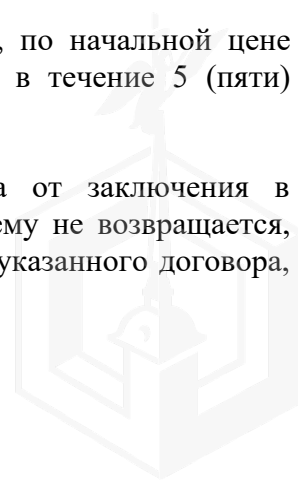 , по начальной цене
в течение 5 (пяти)
а от заключения в
ему не возвращается,
указанного договора,